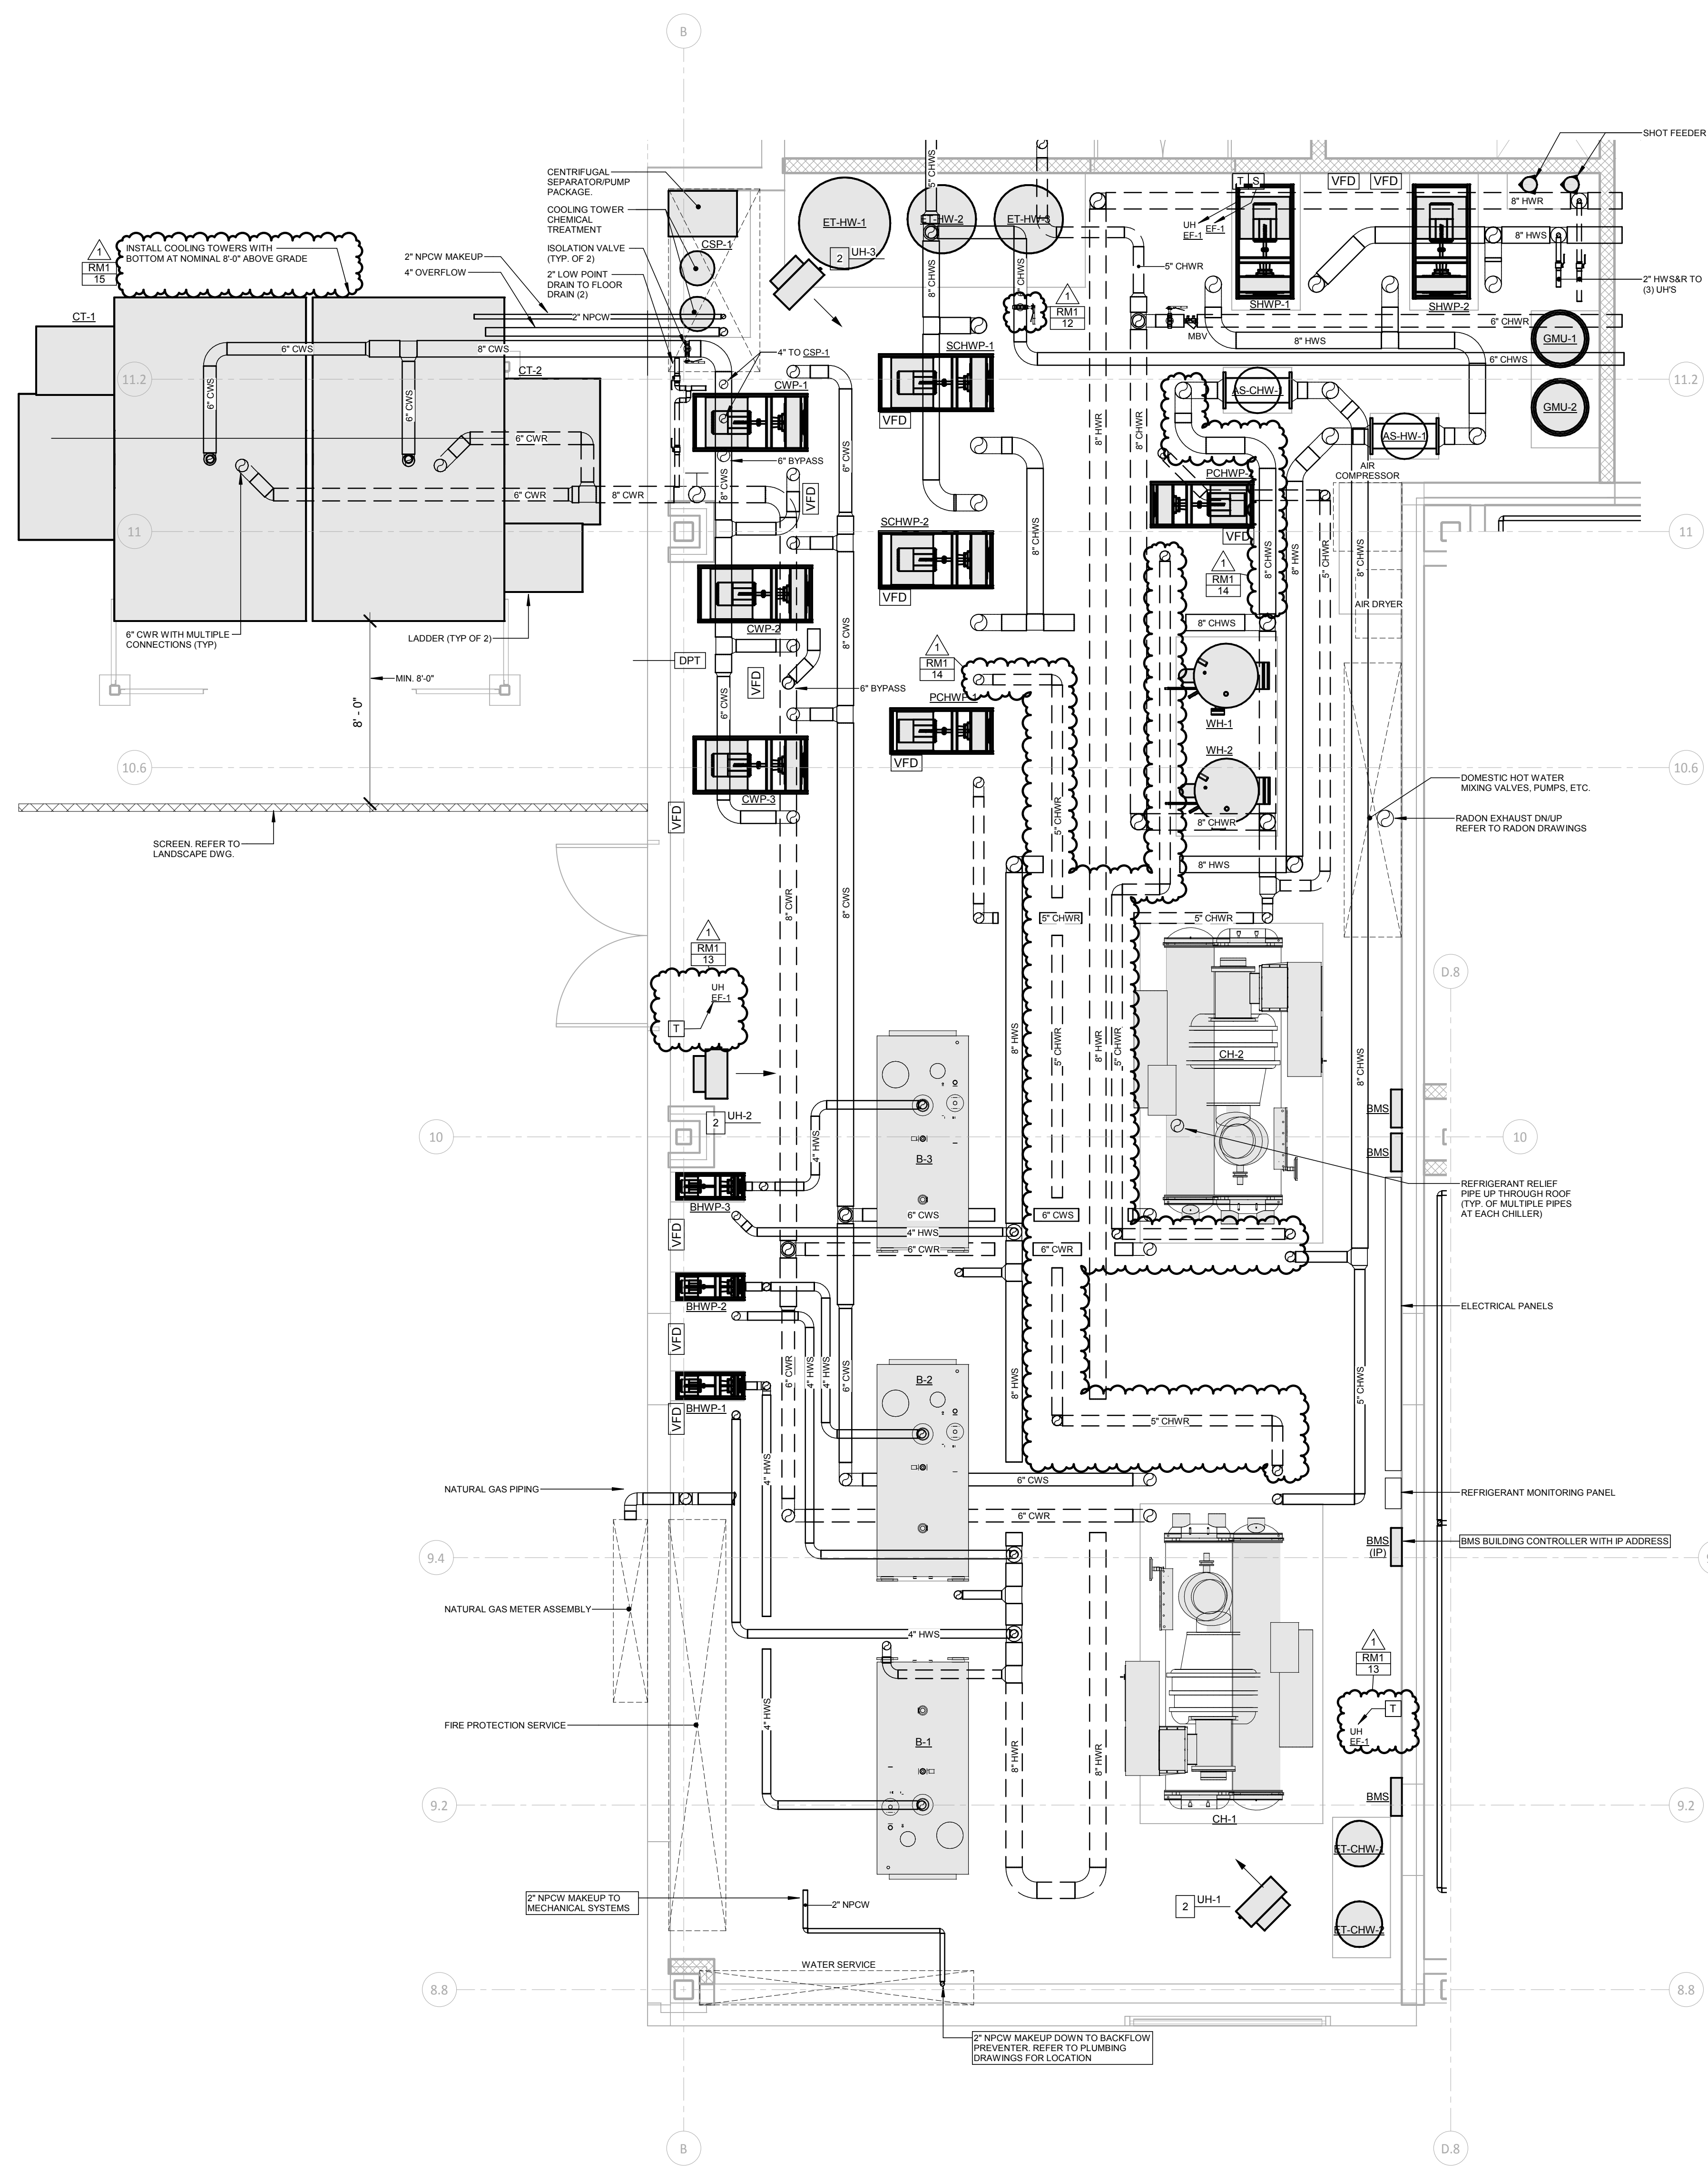 B
SHOT FEEDER
CENTRIFUGAL
SEPARATOR/PUMP
PACKAGE.
COOLING TOWER
CHEMICAL
TREATMENT
ISOLATION VALVE
(TYP. OF 2)
2" LOW POINT
DRAIN TO FLOOR
DRAIN (2)
CSP-1
ET-HW-1
ET-HW-2
ET-HW-3
5" CHWS
T S
VFD
VFD
8" HWR
8" HWS
UH
EF-1
EF-1
2
UH-3
1
RM1
15
INSTALL COOLING TOWERS WITH
BOTTOM AT NOMINAL 8'-0" ABOVE GRADE
2" NPCW MAKEUP
4" OVERFLOW
2" NPCW
8" CHWS
8" CHWS
5" CHWR
2" HWS&R TO
(3) UH'S
SHWP-1
SHWP-2
1
RM1
12
MBV
6" CHWR
8" HWS
GMU-1
6" CHWS
CT-1
6" CWS
8" CWS
CT-2
4" TO CSP-1
CWP-1
SCHWP-1
11.2
11.2
6" CWS
6" CWS
AS-CHW-1
GMU-2
VFD
8" HWR
8" CHWR
AS-HW-1
6" CWR
6" BYPASS
6" CWS
AIR
COMPRESSOR
PCHWP-2
6" CWR
8" CWR
8" CWS
VFD
11
SCHWP-2
11
VFD
8" CHWS
8" CHWS
8" HWS
5" CHWR
8" CHWS
1
RM1
14
VFD
AIR DRYER
6" CWR WITH MULTIPLE
CONNECTIONS (TYP)
LADDER (TYP OF 2)
CWP-2
8" CWS
8" CHWS
DPT
1
RM1
14
MIN. 8'-0"
VFD
6" BYPASS
6" CWS
8' - 0"
PCHWP-1
WH-1
WH-2
VFD
10.6
10.6
CWP-3
DOMESTIC HOT WATER
MIXING VALVES, PUMPS, ETC.
VFD
5" CHWR
8" CHWR
RADON EXHAUST DN/UP
REFER TO RADON DRAWINGS
SCREEN. REFER TO
LANDSCAPE DWG.
8" HWS
8" CWR
8" CWS
5" CHWR
5" CHWR
1
RM1
13
UH
EF-1
T
D.8
8" HWS
5" CHWR
8" HWR
5" CHWR
CH-2
8" CHWS
BMS
2
UH-2
10
10
4" HWS
B-3
BMS
BHWP-3
REFRIGERANT RELIEF
PIPE UP THROUGH ROOF
(TYP. OF MULTIPLE PIPES
AT EACH CHILLER)
6" CWS
6" CWS
VFD
4" HWS
6" CWR
6" CWR
BHWP-2
ELECTRICAL PANELS
VFD
6" CWR
4" HWS
4" HWS
6" CWS
B-2
8" HWS
5" CHWS
BHWP-1
VFD
5" CHWR
4" HWS
6" CWS
NATURAL GAS PIPING
REFRIGERANT MONITORING PANEL
6" CWR
BMS
(IP)
BMS BUILDING CONTROLLER WITH IP ADDRESS
9.4
NATURAL GAS METER ASSEMBLY
4" HWS
1
RM1
13
T
UH
EF-1
4" HWS
FIRE PROTECTION SERVICE
B-1
8" HWR
8" HWR
BMS
9.2
9.2
CH-1
ET-CHW-1
2" NPCW MAKEUP TO
MECHANICAL SYSTEMS
2" NPCW
2
UH-1
ET-CHW-2
WATER SERVICE
8.8
8.8
2" NPCW MAKEUP DOWN TO BACKFLOW
PREVENTER. REFER TO PLUMBING
DRAWINGS FOR LOCATION
B
D.8